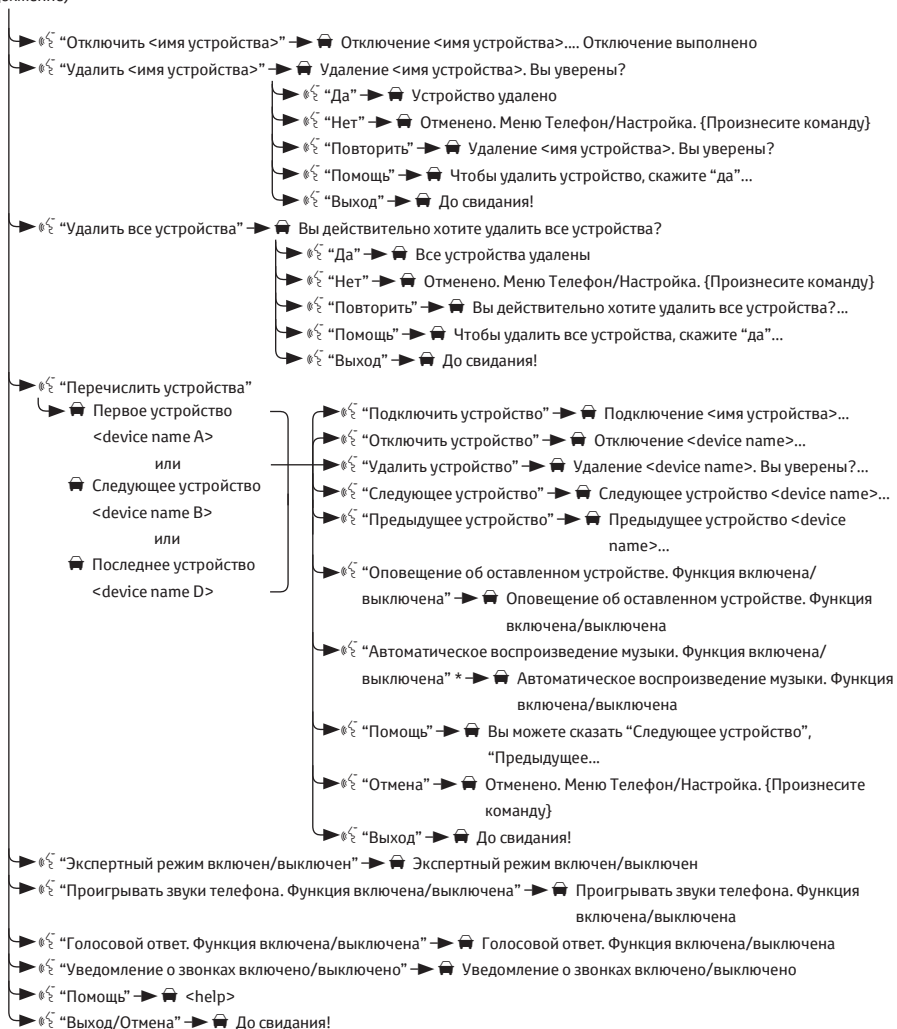 “Отключить <имя устройства>” Отключение <имя устройства>.... Отключение выполнено
“Удалить <имя устройства>” Удаление <имя устройства>. Вы уверены?
“Да” Устройство удалено
“Нет” Отменено. Меню Телефон/Настройка. {Произнесите команду}
“Повторить” Удаление <имя устройства>. Вы уверены?
“Помощь” Чтобы удалить устройство, скажите “да”...
“Выход” До свидания!
“Удалить все устройства” Вы действительно хотите удалить все устройства?
“Да” Все устройства удалены
“Нет” Отменено. Меню Телефон/Настройка. {Произнесите команду}
“Повторить” Вы действительно хотите удалить все устройства?...
“Помощь” Чтобы удалить все устройства, скажите “да”...
“Выход” До свидания!
“Перечислить устройства”
Первое устройство
<device name A>
или
Следующее устройство
<device name B>
или
Последнее устройство
<device name D>
“Подключить устройство” Подключение <имя устройства>...
“Отключить устройство” Отключение <device name>...
“Удалить устройство” Удаление <device name>. Вы уверены?...
“Следующее устройство” Следующее устройство <device name>...
“Предыдущее устройство” Предыдущее устройство <device
name>...
“Оповещение об оставленном устройстве. Функция включена/
выключена” Оповещение об оставленном устройстве. Функция
включена/выключена
“Автоматическое воспроизведение музыки. Функция включена/
выключена” * Автоматическое воспроизведение музыки. Функция
включена/выключена
“Помощь” Вы можете сказать “Следующее устройство”,
“Предыдущее...
“Отмена” Отменено. Меню Телефон/Настройка. {Произнесите
команду}
“Выход” До свидания!
“Экспертный режим включен/выключен” Экспертный режим включен/выключен
“Проигрывать звуки телефона. Функция включена/выключена” Проигрывать звуки телефона. Функция
включена/выключена
“Голосовой ответ. Функция включена/выключена” Голосовой ответ. Функция включена/выключена
“Уведомление о звонках включено/выключено” Уведомление о звонках включено/выключено
“Помощь” <help>
“Выход/Отмена” До свидания!